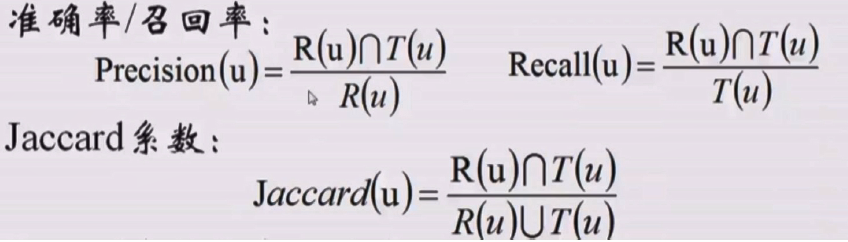 准确率/召回率：
Precision(u)=R(u)∩T(u)/R(u) Recall(u)=R(u)∩T(u)/T(u)
Jaccard系数：
Jaccard(u)=R(u)∩T(u)/R(u)∪T(u)